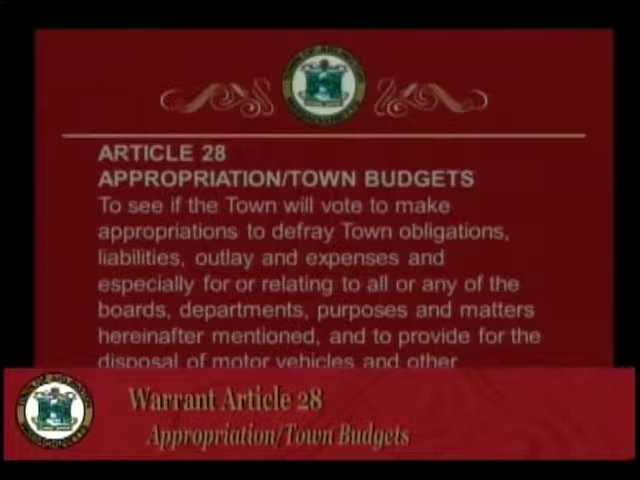 ARTICLE 28
APPROPRIATION/TOWN BUDGETS
To see if the Town will vote to make
appropriations to defray Town obligations,
liabilities, outlay and expenses and
especially for or relating to all or any of the
boards, departments, purposes and matters
hereinafter mentioned, and to provide for the
disposal of motor vehicles and other
Warrant Article 28
Appropriation/Town Budgets